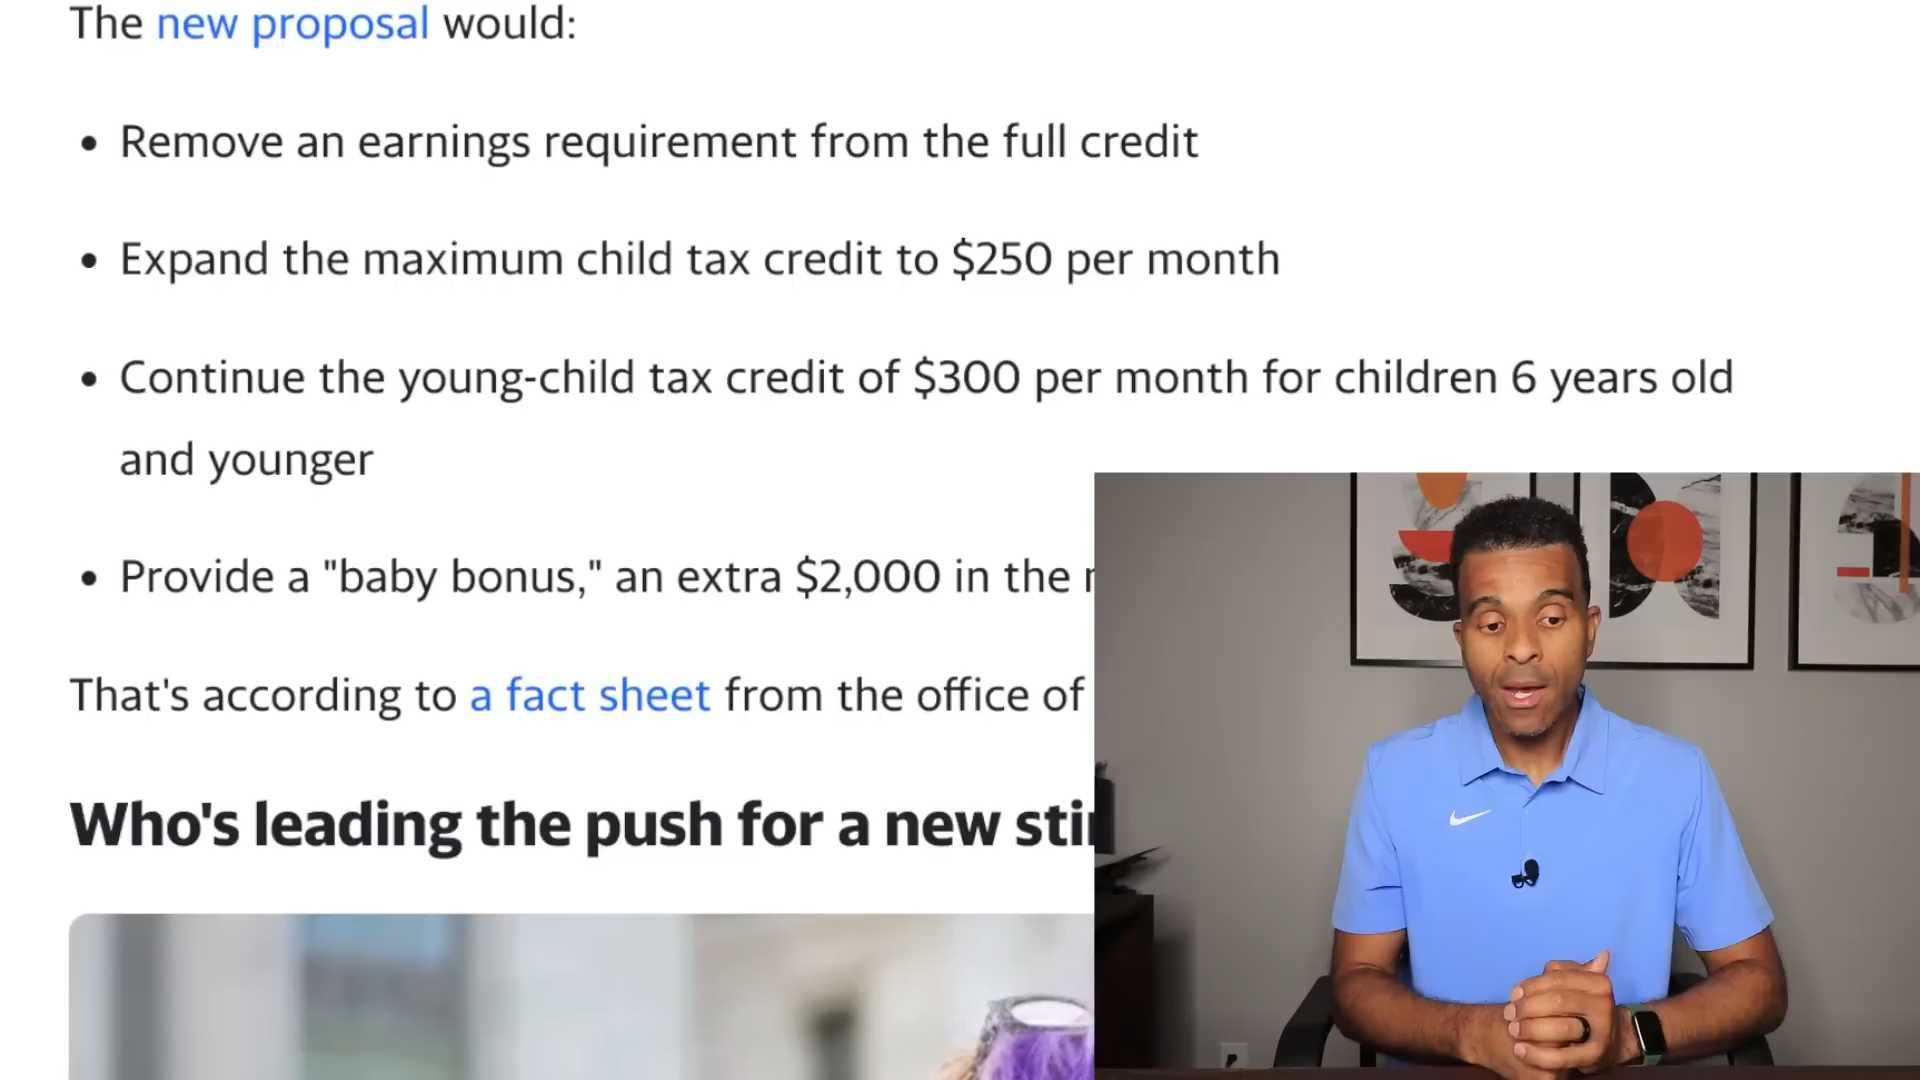 The new proposal would:
• Remove an earnings requirement from the full credit
• Expand the maximum child tax credit to $250 per month
• Continue the young-child tax credit of $300 per month for children 6 years old
and younger
• Provide a "baby bonus," an extra $2,000 in the
That's according to a fact sheet from the office of
Who's leading the push for a new